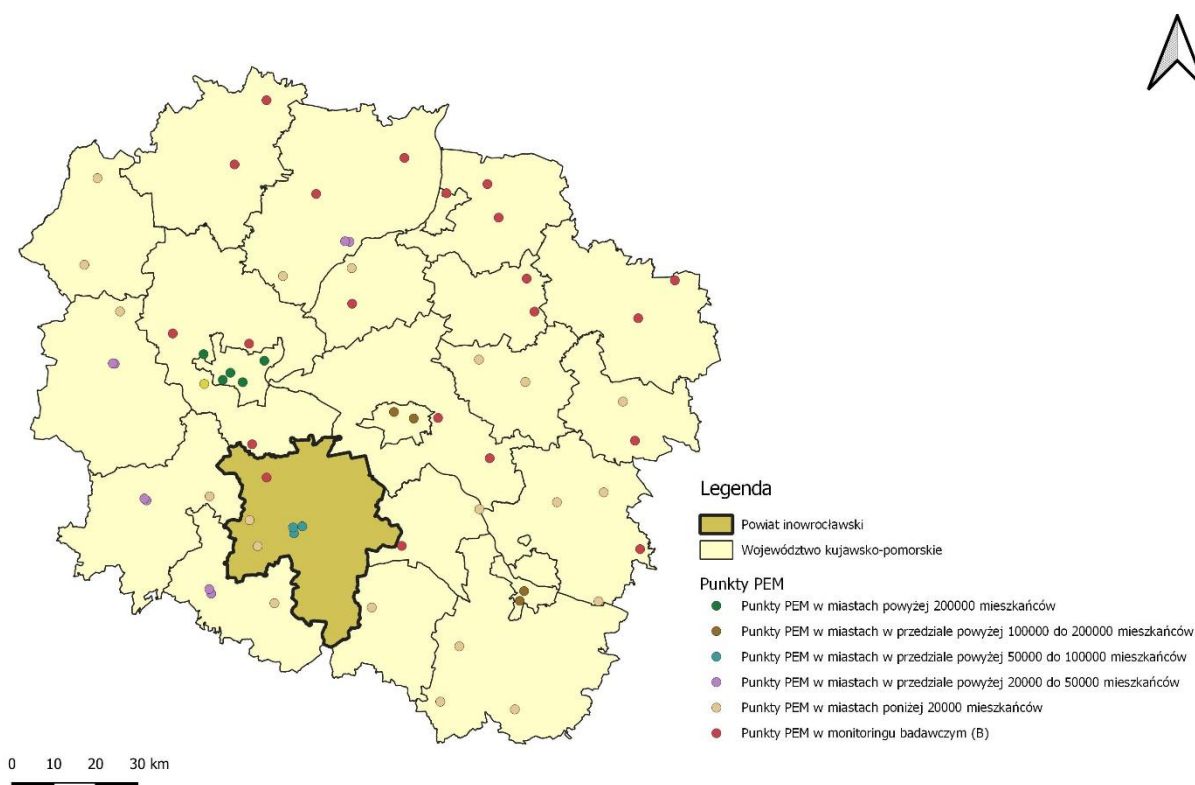 Legenda
Powiat inowrocławski
Województwo kujawsko-pomorskie
Punkty PEM
Punkty PEM w miastach powyżej 200000 mieszkańców
Punkty PEM w miastach w przedziale powyżej 100000 do 200000 mieszkańców
Punkty PEM w miastach w przedziale powyżej 50000 do 100000 mieszkańców
Punkty PEM w miastach w przedziale powyżej 20000 do 50000 mieszkańców
Punkty PEM w miastach poniżej 20000 mieszkańców
Punkty PEM w monitoringu badawczym (B)
0 10 20 30 km